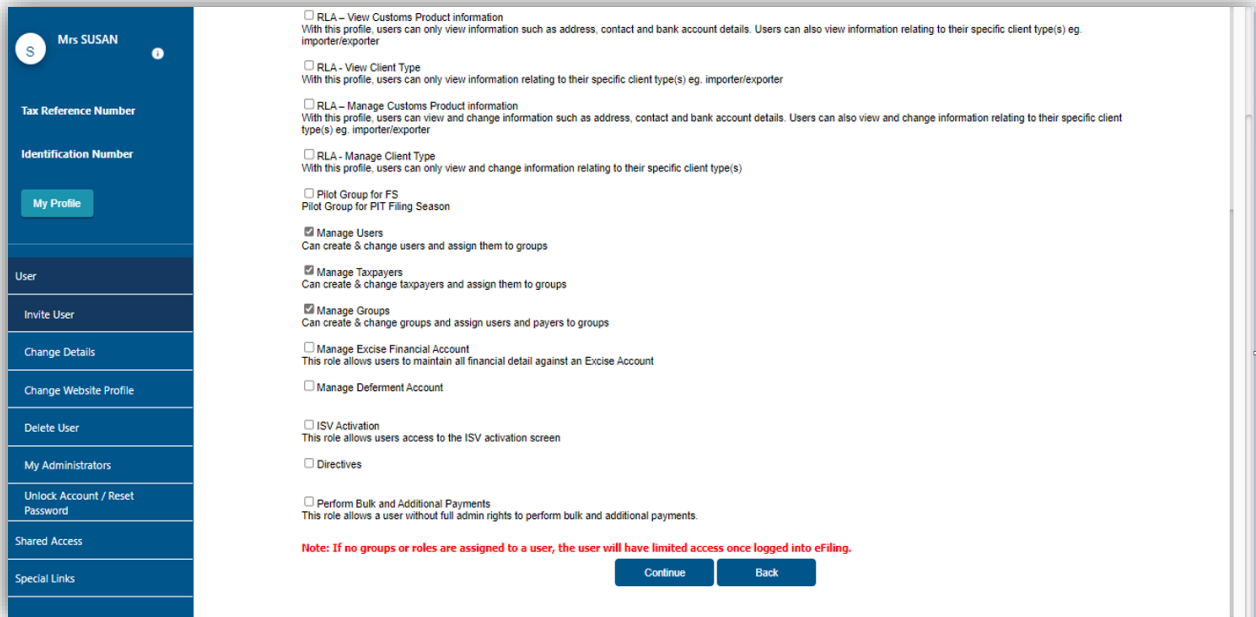 S
Mrs SUSAN
i
Tax Reference Number
Identification Number
My Profile
User
Invite User
Change Details
Change Website Profile
Delete User
My Administrators
Unlock Account / Reset
Password
Shared Access
Special Links
RLA – View Customs Product information
With this profile, users can only view information such as address, contact and bank account details. Users can also view information relating to their specific client type(s) eg.
importer/exporter
RLA - View Client Type
With this profile, users can only view information relating to their specific client type(s) eg. importer/exporter
RLA – Manage Customs Product information
With this profile, users can view and change information such as address, contact and bank account details. Users can also view and change information relating to their specific client
type(s) eg. importer/exporter
RLA - Manage Client Type
With this profile, users can only view and change information relating to their specific client type(s)
Pilot Group for FS
Pilot Group for PIT Filing Season
Manage Users
Can create & change users and assign them to groups
Manage Taxpayers
Can create & change taxpayers and assign them to groups
Manage Groups
Can create & change groups and assign users and payers to groups
Manage Excise Financial Account
This role allows users to maintain all financial detail against an Excise Account
Manage Deferment Account
ISV Activation
This role allows users access to the ISV activation screen
Directives
Perform Bulk and Additional Payments
This role allows a user without full admin rights to perform bulk and additional payments.
Note: If no groups or roles are assigned to a user, the user will have limited access once logged into eFiling.
Continue
Back